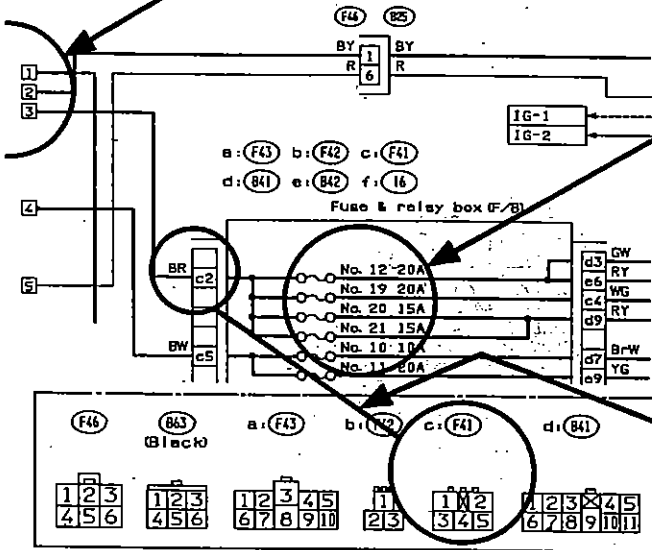 F46 B25
BY 1 BY
R 6 R
1
2
3
IG-1
IG-2
a: F43 b: F42 c: F41
d: B41 e: B42 f: i6
Fuse & relay box (F/B)
4
5
BR c2
No. 12 20A
No. 19 20A
No. 20 15A
No. 21 15A
BW c5
No. 10 10A
No. 11 20A
d3 GW
e6 RY
c4 WG
d9 RY
d7 BrW
e9 YG
F46 B63 a: F43 b: F42 c: F41 d: B41
(Black)
1 2 3 1 2 3 1 2 3 4 5 1 1 2 1 2 3 4 5
4 5 6 4 5 6 6 7 8 9 10 2 3 3 4 5 6 7 8 9 10 11